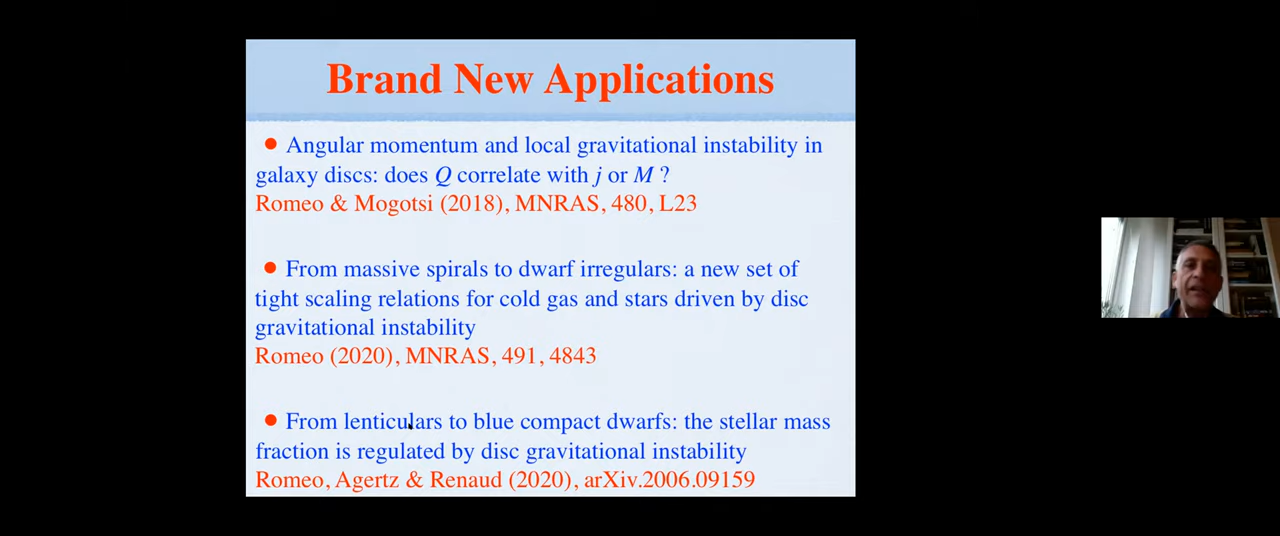 Brand New Applications
• Angular momentum and local gravitational instability in
galaxy discs: does Q correlate with j or M ?
Romeo & Mogotsi (2018), MNRAS, 480, L23
• From massive spirals to dwarf irregulars: a new set of
tight scaling relations for cold gas and stars driven by disc
gravitational instability
Romeo (2020), MNRAS, 491, 4843
• From lenticulars to blue compact dwarfs: the stellar mass
fraction is regulated by disc gravitational instability
Romeo, Agertz & Renaud (2020), arXiv.2006.09159